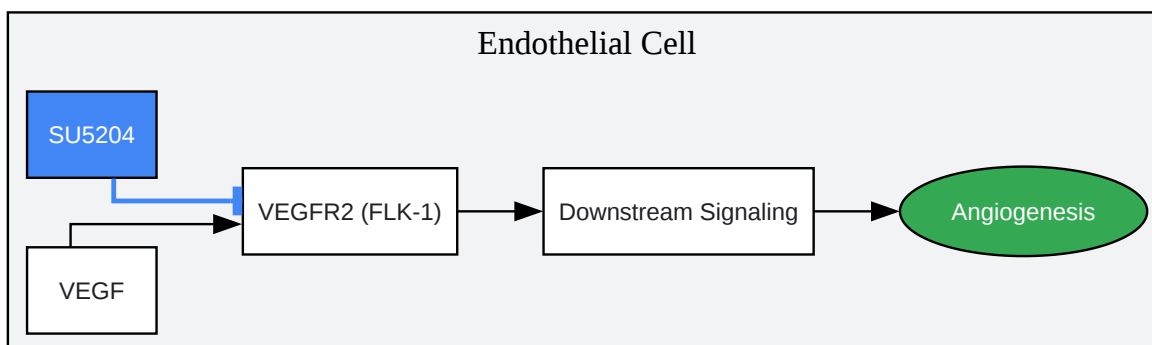 Endothelial Cell
SU5204
VEGFR2 (FLK-1)
Downstream Signaling
Angiogenesis
VEGF